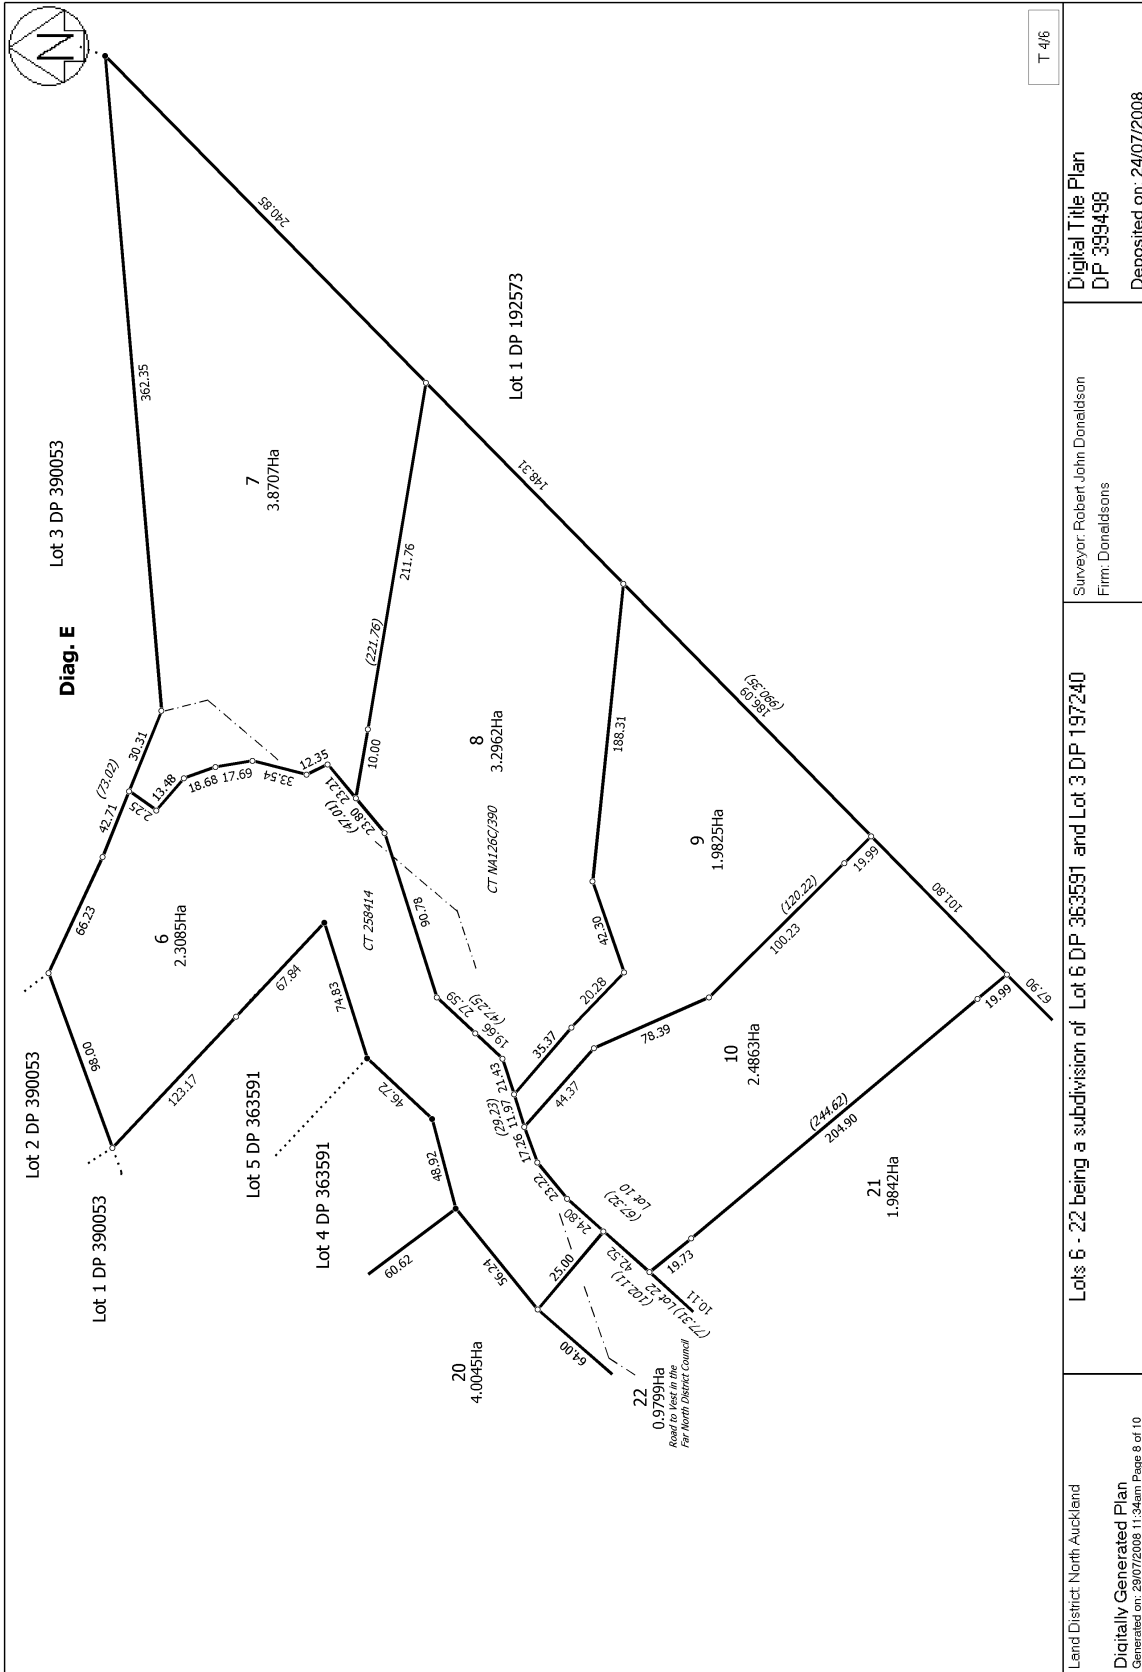 N
T 4/6
Diag. E
Lot 3 DP 390053
Lot 2 DP 390053
Lot 1 DP 390053
Lot 5 DP 363591
Lot 4 DP 363591
Lot 1 DP 192573
362.35
240.85
7
3.8707Ha
148.31
211.76
(221.76)
10.00
30.31
(73.02)
42.71
66.23
98.00
2.25
13.48
18.68
17.69
33.54
12.35
23.21
(47.01)
23.80
6
2.3085Ha
CT 258414
123.17
67.84
74.83
46.72
48.92
60.62
56.24
64.00
25.00
8
3.2962Ha
CT NA126C/390
90.78
27.59
(47.25)
19.66
21.43
11.97
(29.23)
17.26
23.22
24.80
(67.32)
Lot 10
42.52
(102.11)
(77.31) Lot 22
10.11
188.31
42.30
20.28
35.37
9
1.9825Ha
186.09
(990.35)
19.99
(120.22)
100.23
78.39
44.37
10
2.4863Ha
101.80
67.90
19.99
(244.62)
204.90
19.73
21
1.9842Ha
20
4.0045Ha
22
0.9799Ha
Road to Vest in the
Far North District Council
Land District: North Auckland
Digitally Generated Plan
Generated on: 29/07/2008 11:34am Page 8 of 10
Lots 6 - 22 being a subdivision of Lot 6 DP 363591 and Lot 3 DP 197240
Surveyor: Robert John Donaldson
Firm: Donaldsons
Digital Title Plan
DP 399498
Deposited on: 24/07/2008